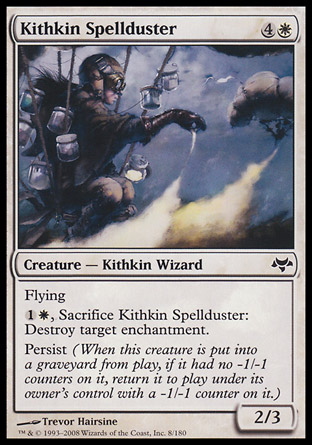 Kithkin Spellduster 4
Creature — Kithkin Wizard
Flying
1, Sacrifice Kithkin Spellduster:
Destroy target enchantment.
Persist (When this creature is put into
a graveyard from play, if it had no -1/-1
counters on it, return it to play under its
owner's control with a -1/-1 counter on it.)
Trevor Hairsine
™ & © 1993–2008 Wizards of the Coast, Inc. 8/180
2/3